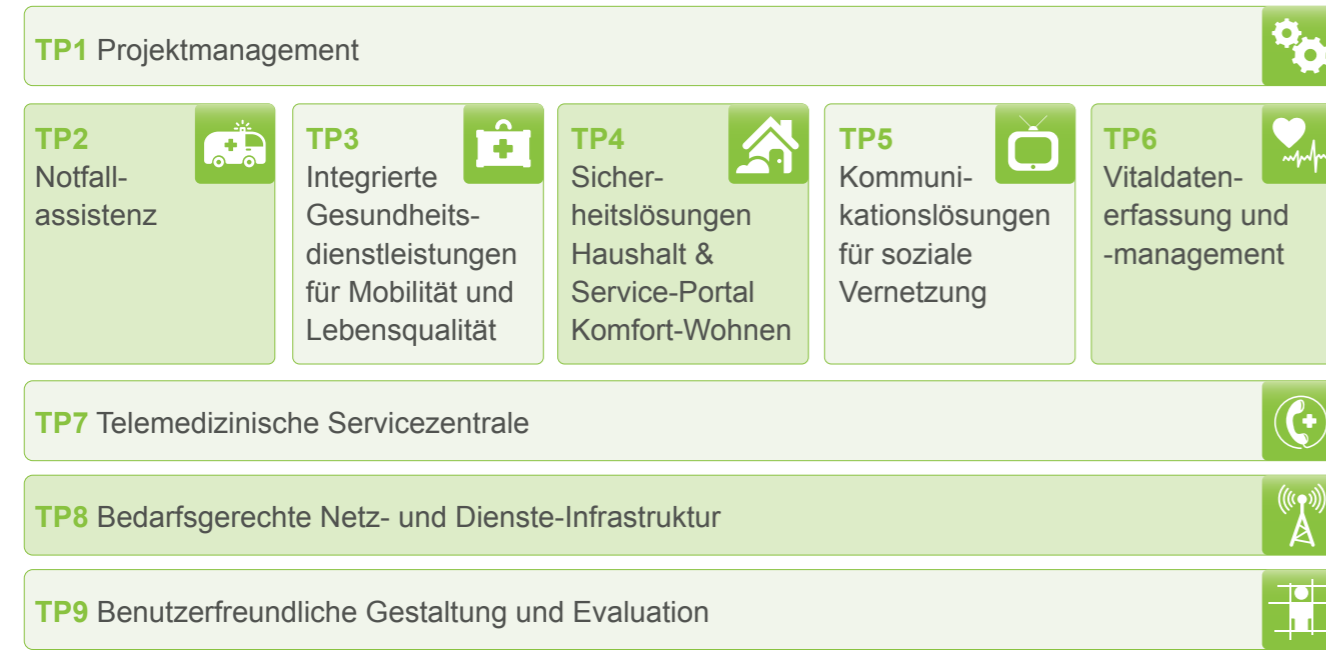 TP1 Projektmanagement
TP2
Notfall-
assistenz
TP3
Integrierte
Gesundheits-
dienstleistungen
für Mobilität und
Lebensqualität
TP4
Sicher-
heitslösungen
Haushalt &
Service-Portal
Komfort-Wohnen
TP5
Kommuni-
kationslösungen
für soziale
Vernetzung
TP6
Vitaldaten-
erfassung und
-management
TP7 Telemedizinische Servicezentrale
TP8 Bedarfsgerechte Netz- und Dienste-Infrastruktur
TP9 Benutzerfreundliche Gestaltung und Evaluation